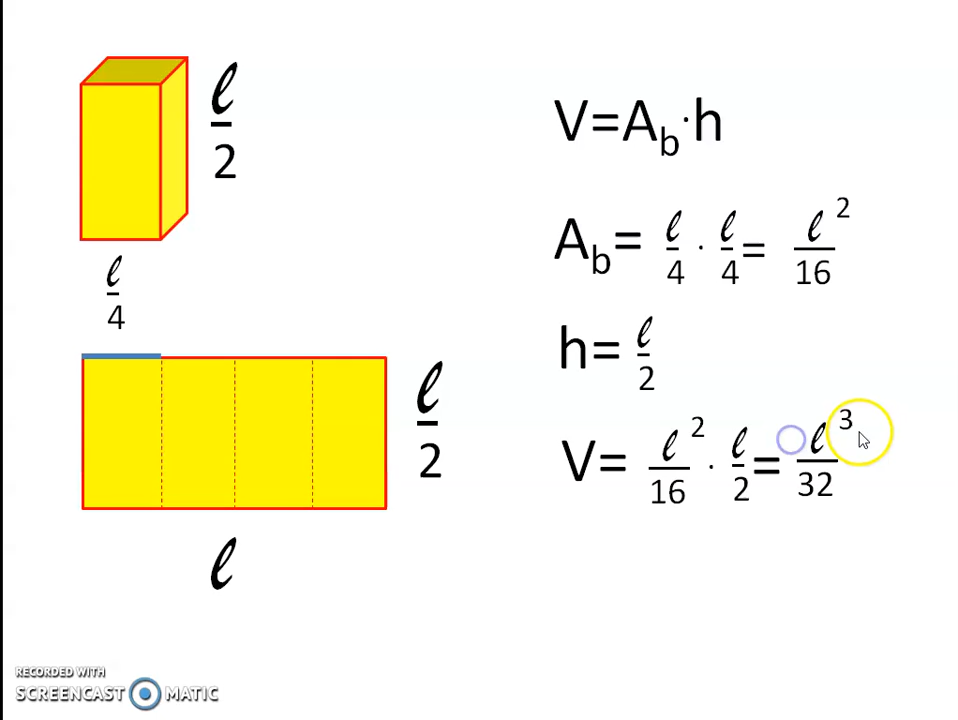 ℓ/2
ℓ/4
ℓ/2
ℓ
V=A_b·h
A_b= ℓ/4 · ℓ/4 = ℓ²/16
h= ℓ/2
V= ℓ²/16 · ℓ/2 = ℓ³/32
RECORDED WITH
SCREENCAST MATIC